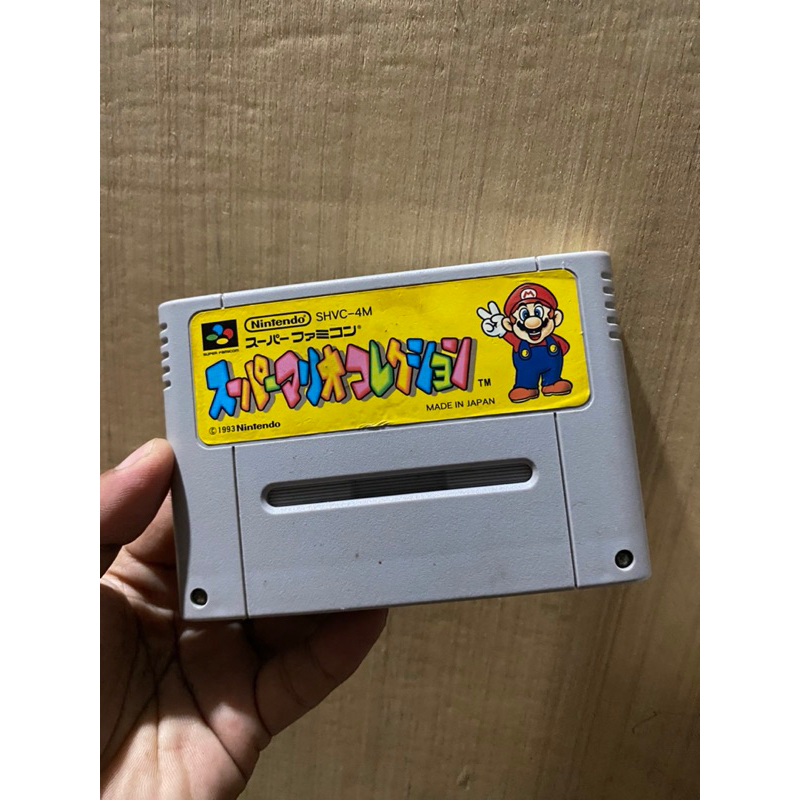 Nintendo SHVC-4M
SUPER FAMICOM
スーパーファミコン®
スーパーマリオコレクション TM
MADE IN JAPAN
© 1993 Nintendo
M